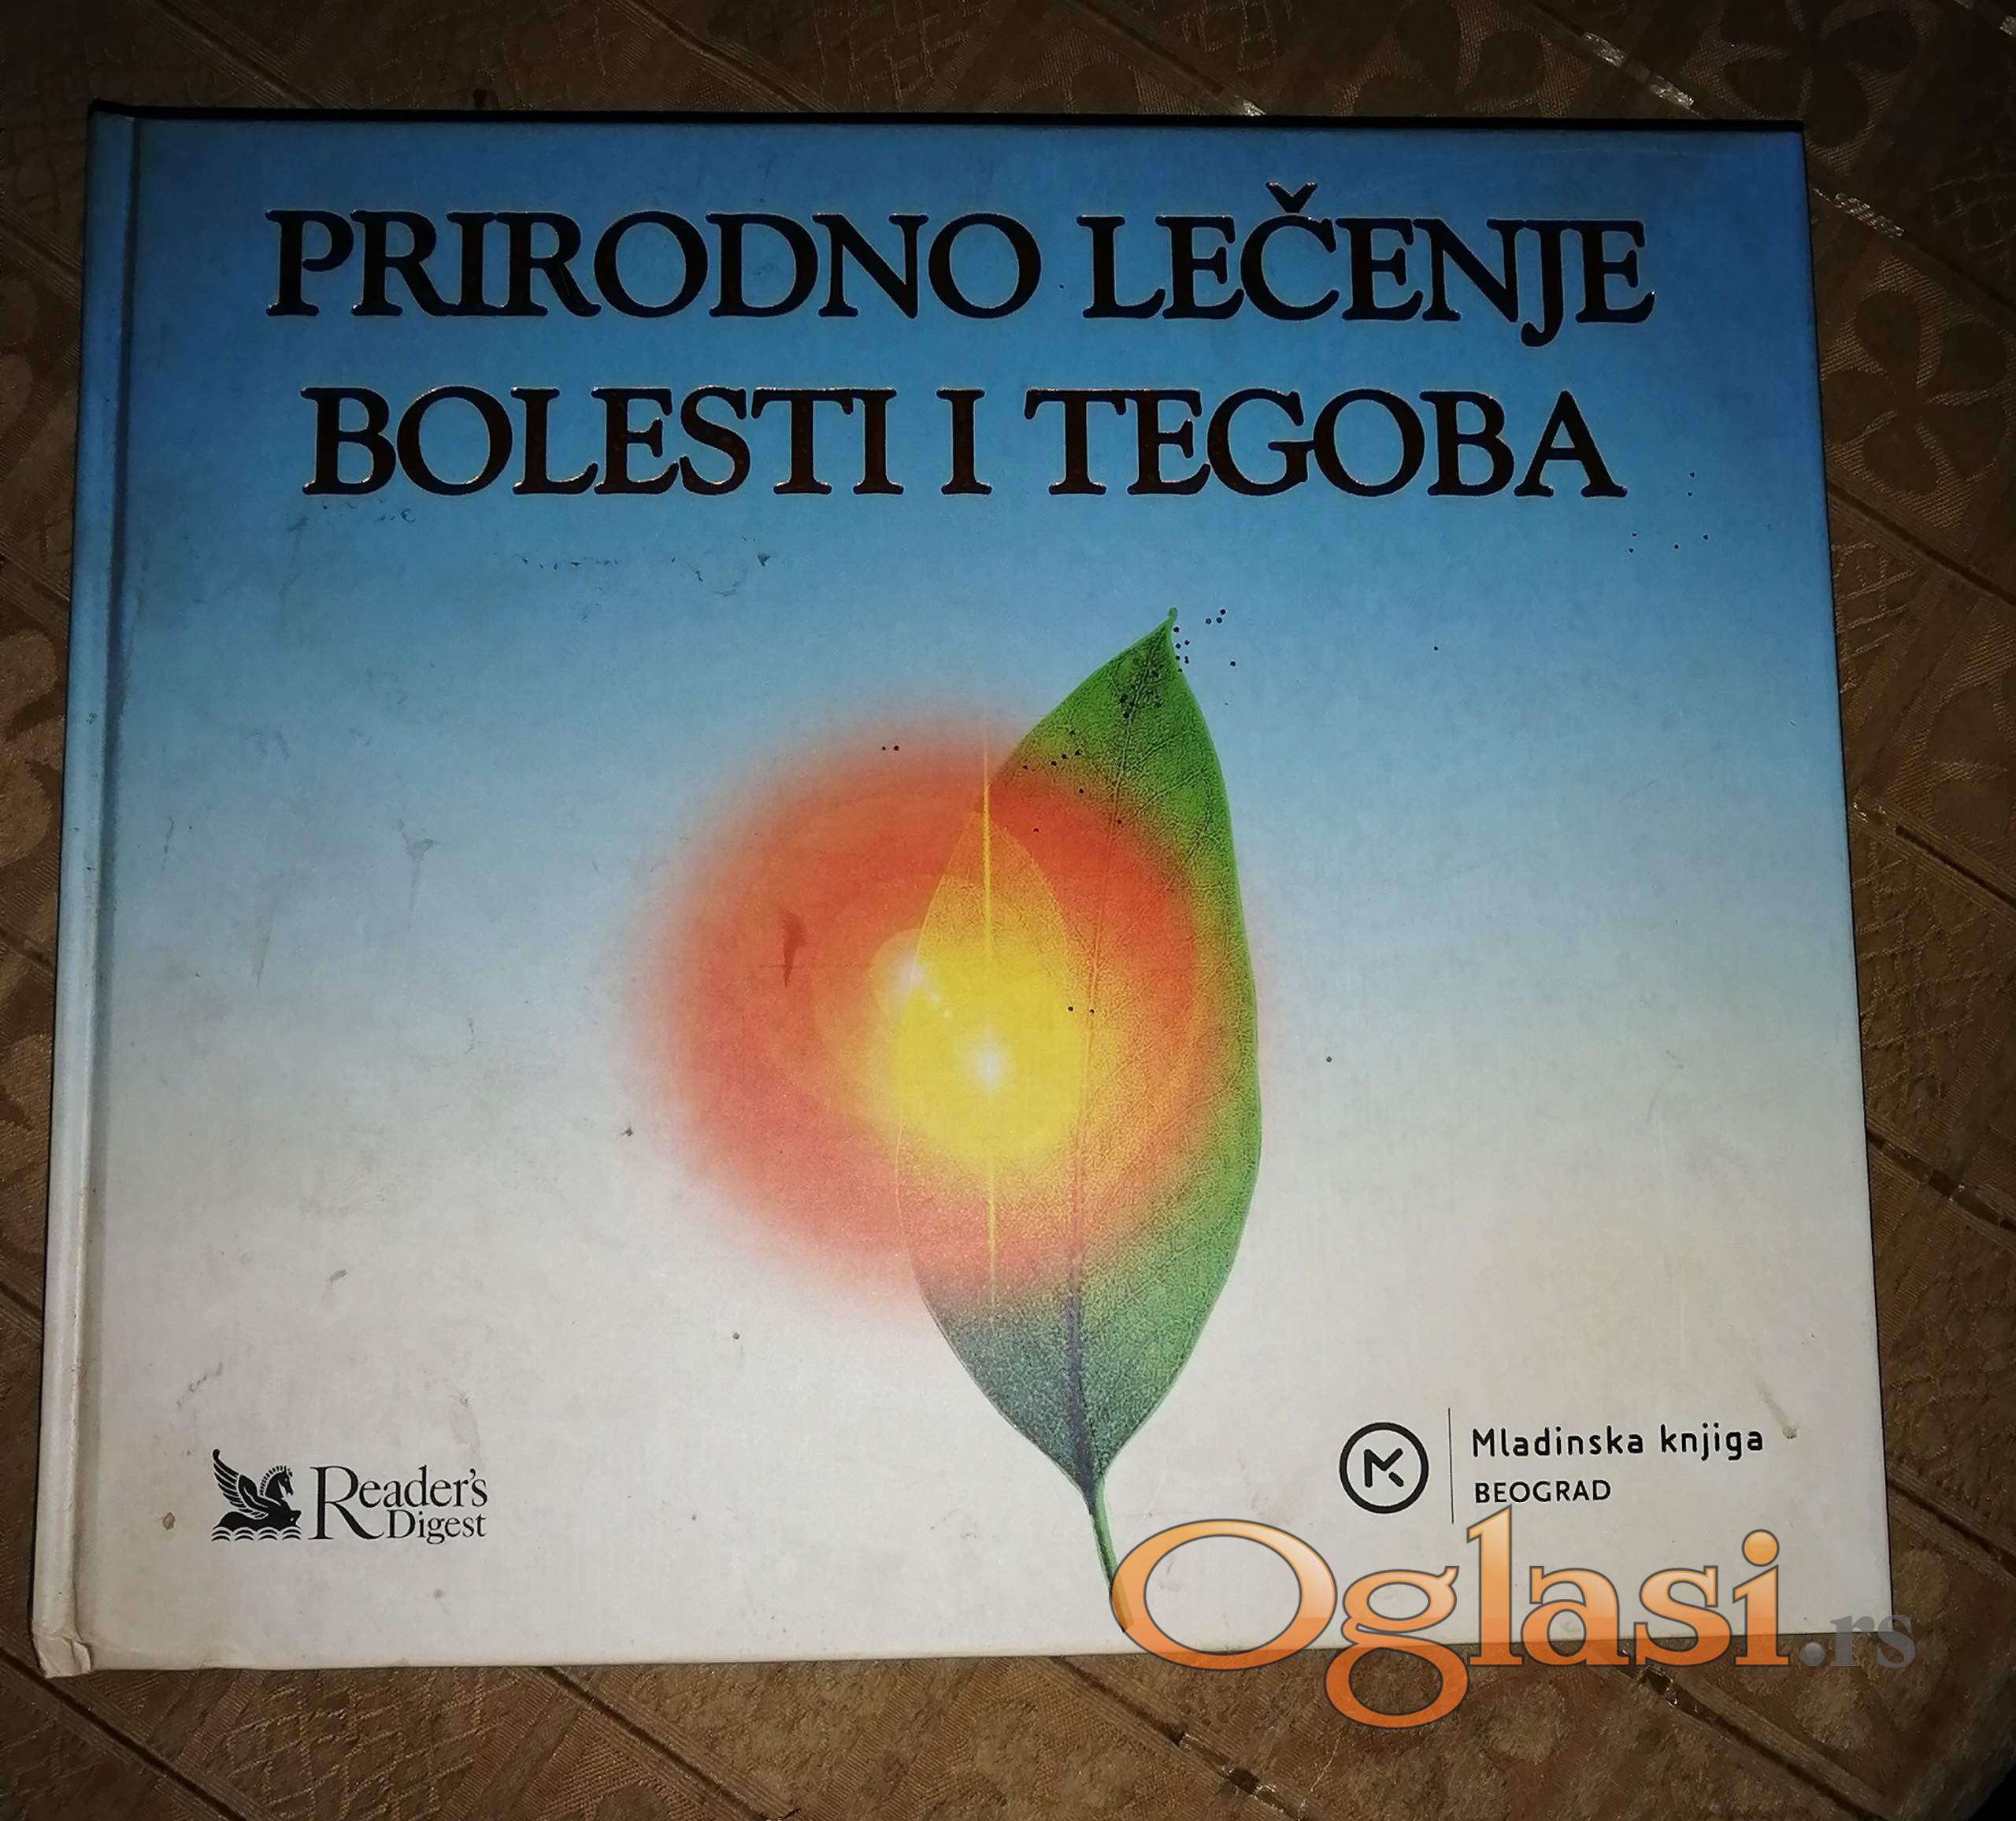 PRIRODNO LEČENJE
BOLESTI I TEGOBA
Reader's
Digest
Mladinska knjiga
BEOGRAD
Oglasi.rs